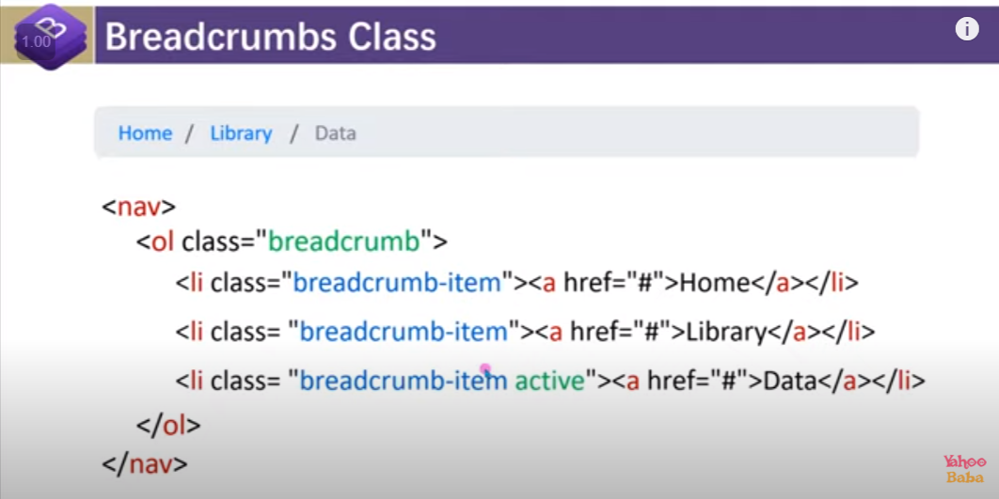 1.00
Breadcrumbs Class
i
Home / Library / Data
<nav>
<ol class="breadcrumb">
<li class="breadcrumb-item"><a href="#">Home</a></li>
<li class= "breadcrumb-item"><a href="#">Library</a></li>
<li class= "breadcrumb-item active"><a href="#">Data</a></li>
</ol>
</nav>
Yahoo
Baba